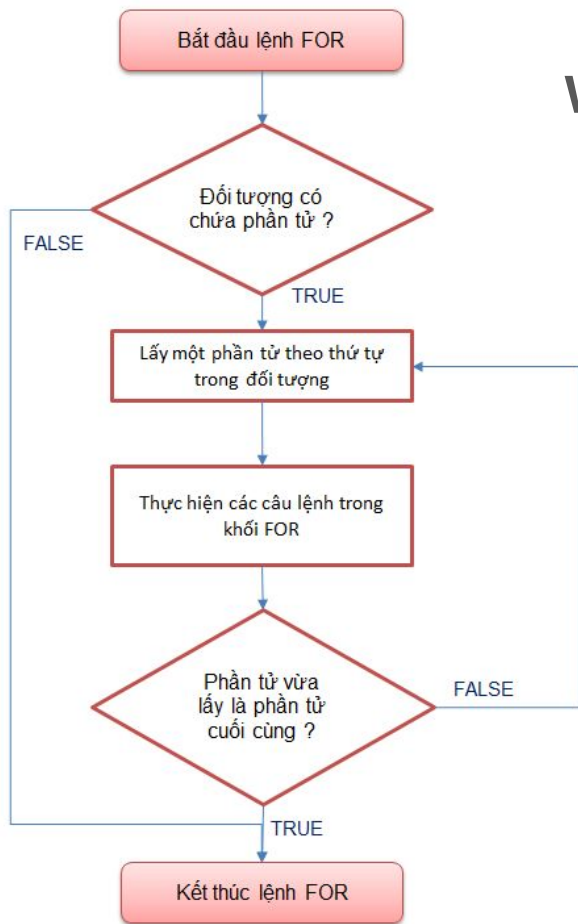 Bắt đầu lệnh FOR
Đối tượng có
chứa phần tử ?
FALSE
TRUE
Lấy một phần tử theo thứ tự
trong đối tượng
Thực hiện các câu lệnh trong
khối FOR
Phần tử vừa
lấy là phần tử
cuối cùng ?
FALSE
TRUE
Kết thúc lệnh FOR